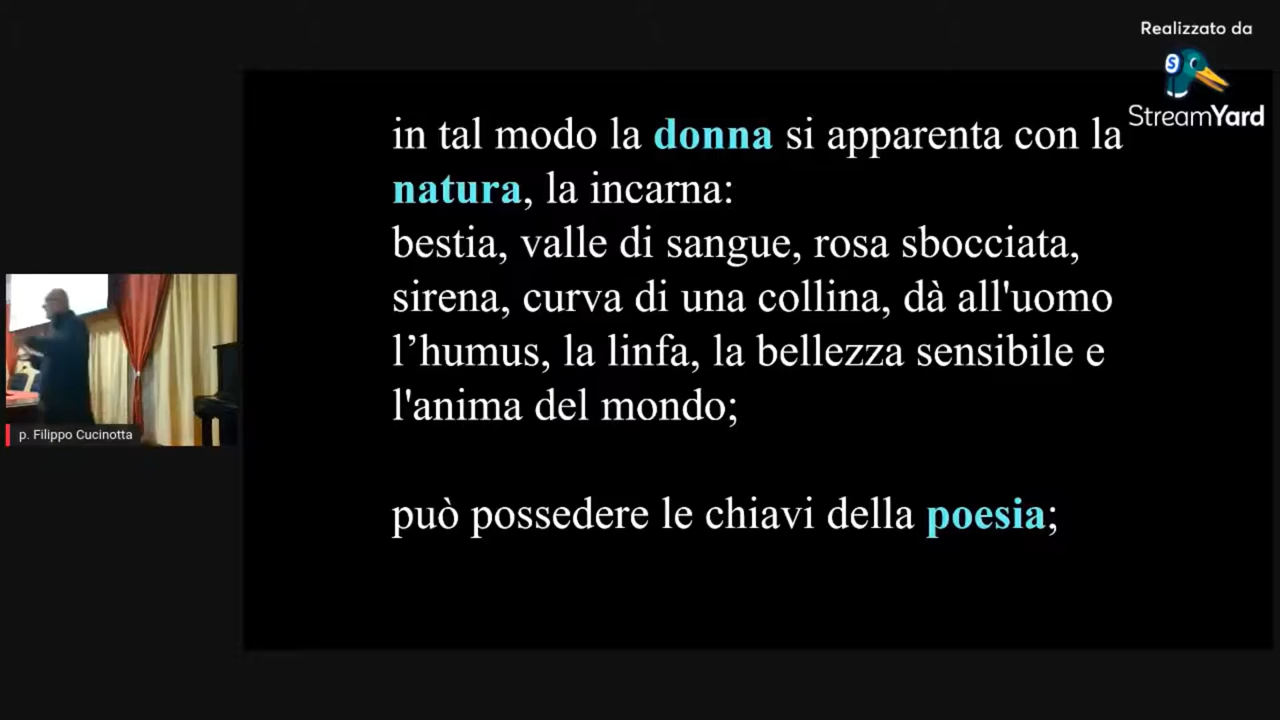 Realizzato da
StreamYard
in tal modo la donna si apparenta con la
natura, la incarna:
bestia, valle di sangue, rosa sbocciata,
sirena, curva di una collina, dà all'uomo
l’humus, la linfa, la bellezza sensibile e
l'anima del mondo;
può possedere le chiavi della poesia;
p. Filippo Cucinotta